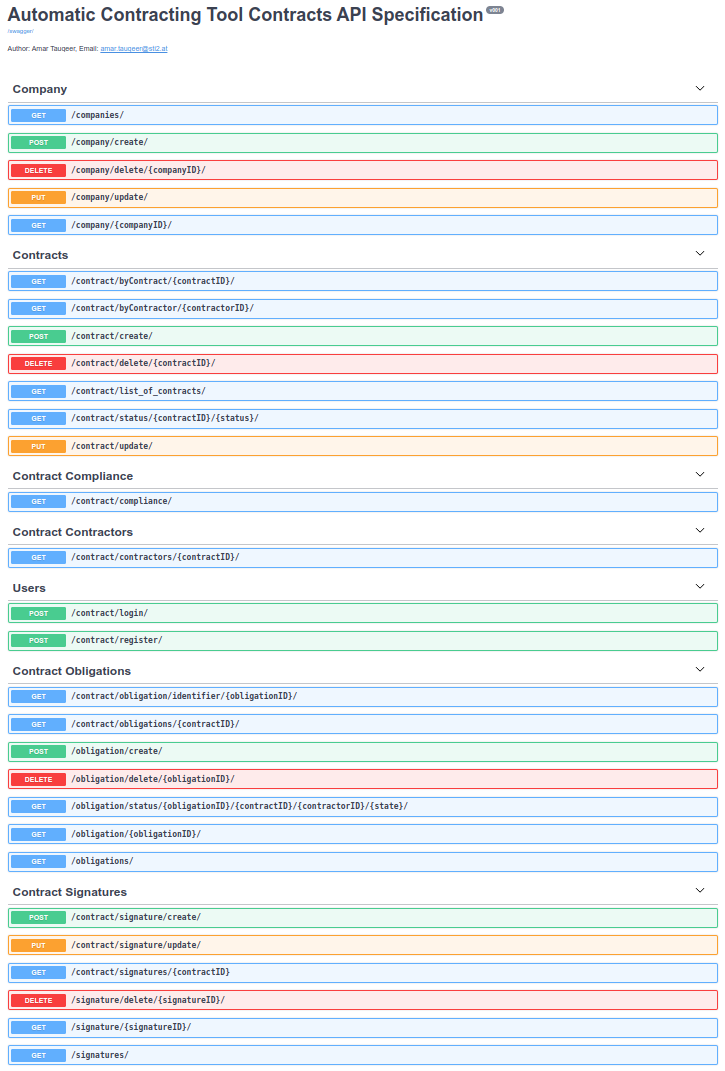 Automatic Contracting Tool Contracts API Specification v001
/swagger/
Author: Amar Tauqeer, Email: amar.tauqeer@sti2.at
Company
GET /companies/
POST /company/create/
DELETE /company/delete/{companyID}/
PUT /company/update/
GET /company/{companyID}/
Contracts
GET /contract/byContract/{contractID}/
GET /contract/byContractor/{contractorID}/
POST /contract/create/
DELETE /contract/delete/{contractID}/
GET /contract/list_of_contracts/
GET /contract/status/{contractID}/{status}/
PUT /contract/update/
Contract Compliance
GET /contract/compliance/
Contract Contractors
GET /contract/contractors/{contractID}/
Users
POST /contract/login/
POST /contract/register/
Contract Obligations
GET /contract/obligation/identifier/{obligationID}/
GET /contract/obligations/{contractID}/
POST /obligation/create/
DELETE /obligation/delete/{obligationID}/
GET /obligation/status/{obligationID}/{contractID}/{contractorID}/{state}/
GET /obligation/{obligationID}/
GET /obligations/
Contract Signatures
POST /contract/signature/create/
PUT /contract/signature/update/
GET /contract/signatures/{contractID}
DELETE /signature/delete/{signatureID}/
GET /signature/{signatureID}/
GET /signatures/